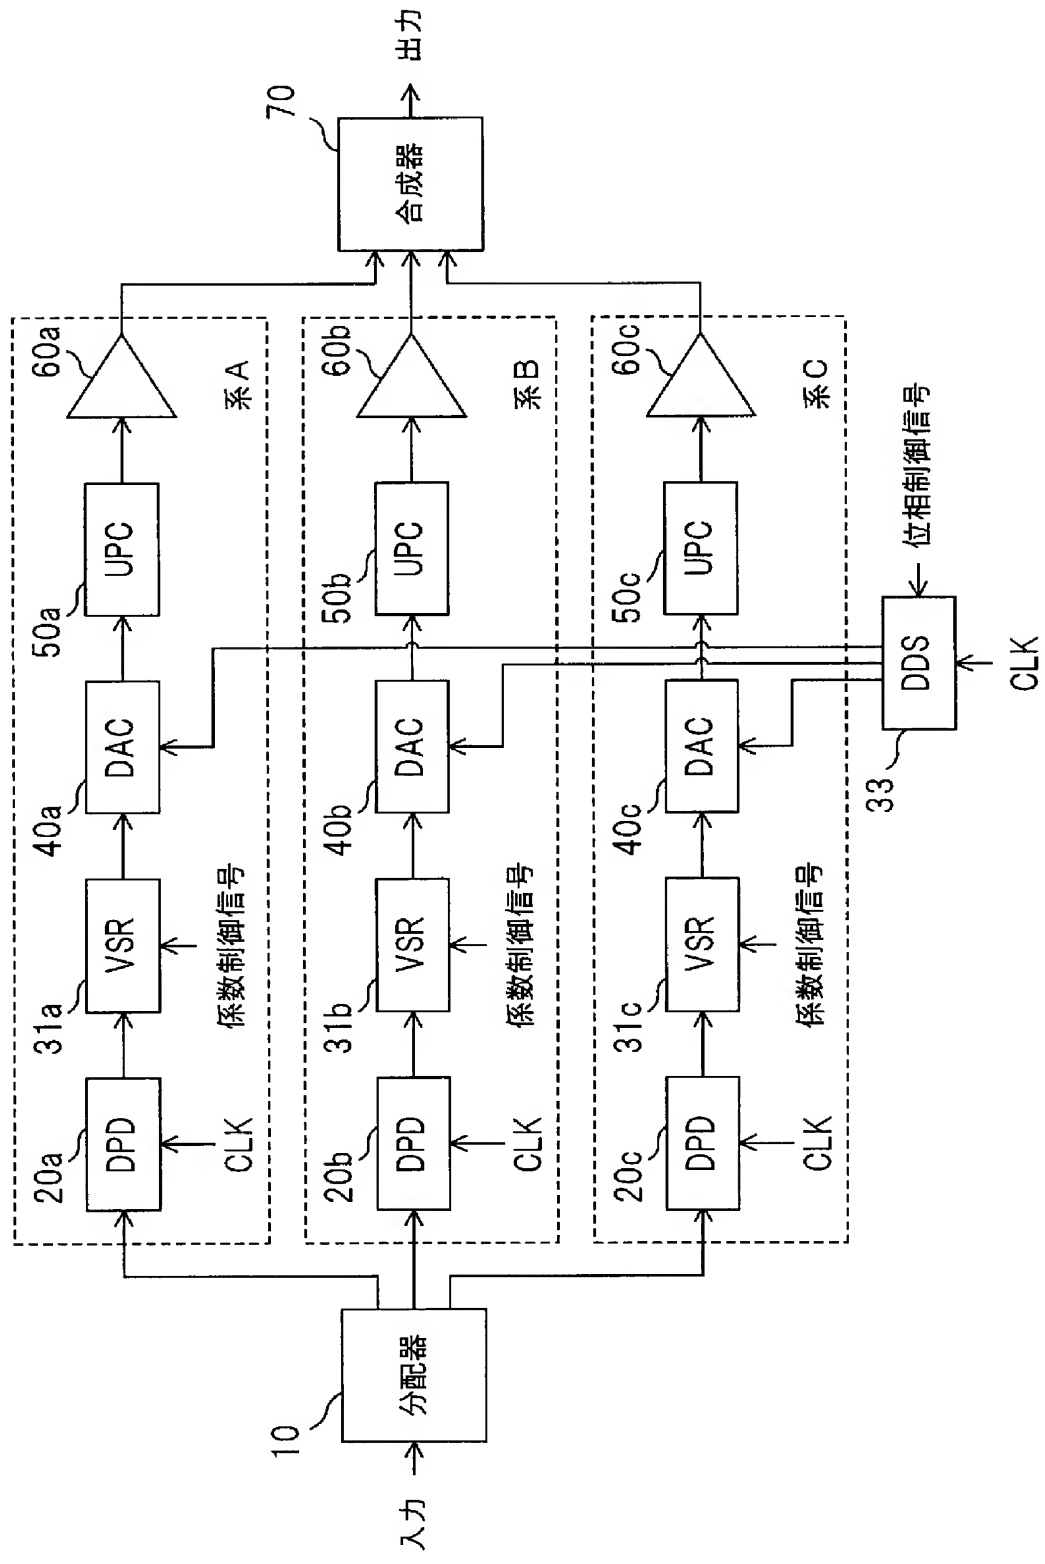 入力
10
分配器
20a
DPD
CLK
31a
VSR
係数制御信号
40a
DAC
50a
UPC
60a
系A
20b
DPD
CLK
31b
VSR
係数制御信号
40b
DAC
50b
UPC
60b
系B
20c
DPD
CLK
31c
VSR
係数制御信号
40c
DAC
50c
UPC
60c
系C
33
DDS
CLK
位相制御信号
70
合成器
出力